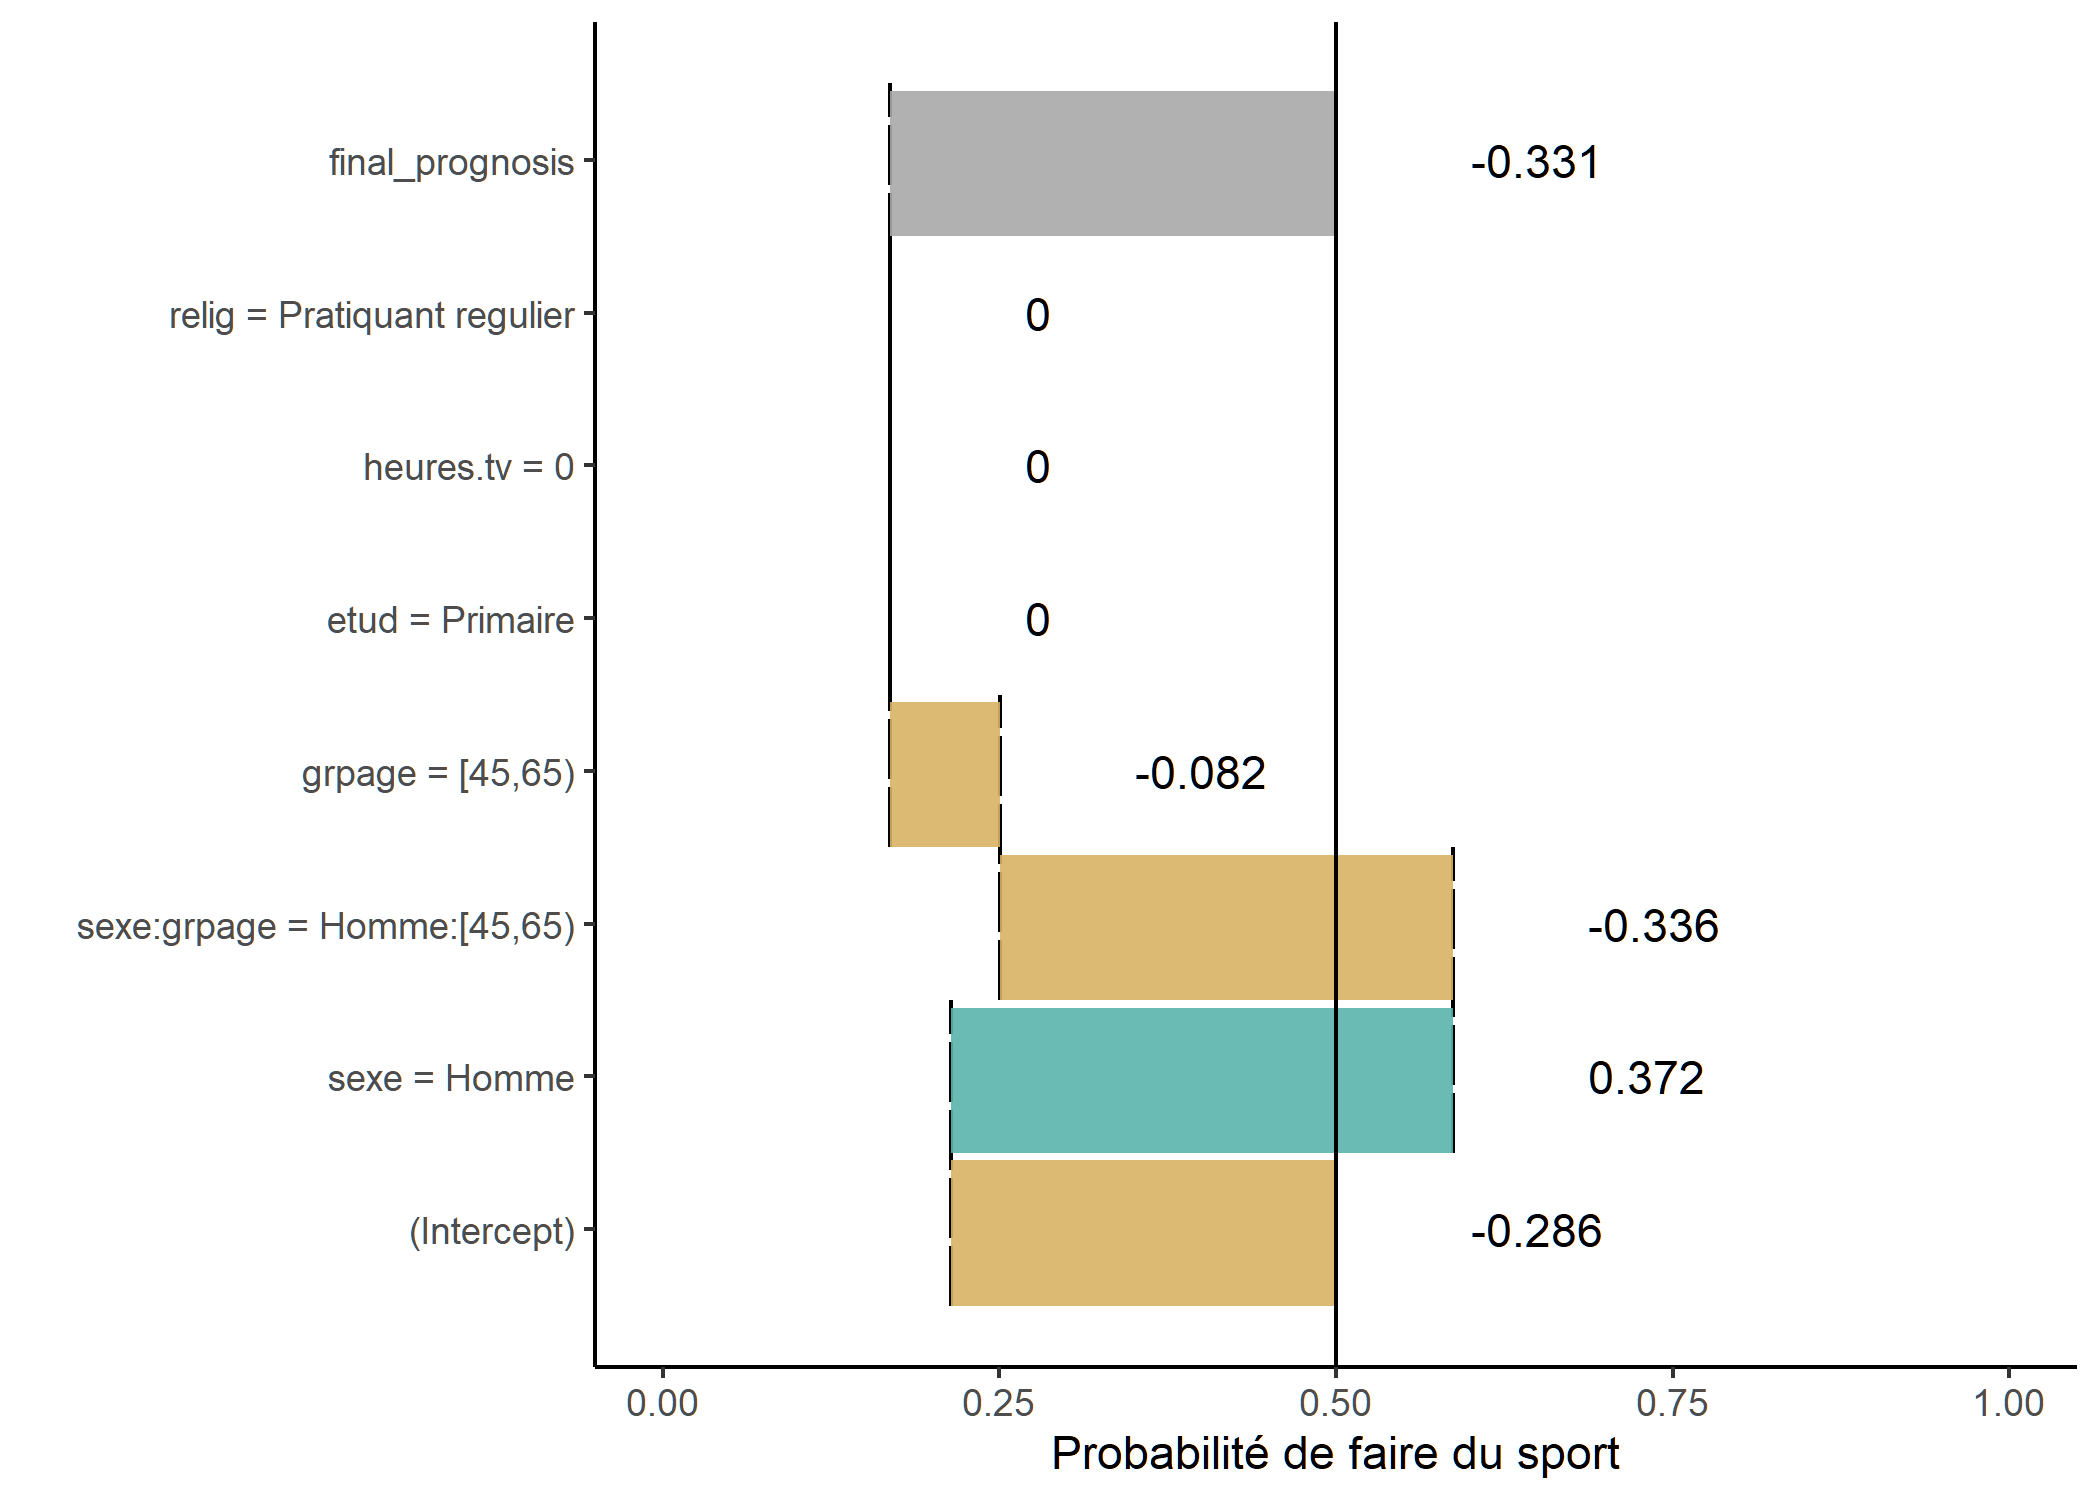 final_prognosis
-0.331
relig = Pratiquant regulier
0
heures.tv = 0
0
etud = Primaire
0
grpage = [45,65)
-0.082
sexe:grpage = Homme:[45,65)
-0.336
sexe = Homme
0.372
(Intercept)
-0.286
0.00 0.25 0.50 0.75 1.00
Probabilité de faire du sport